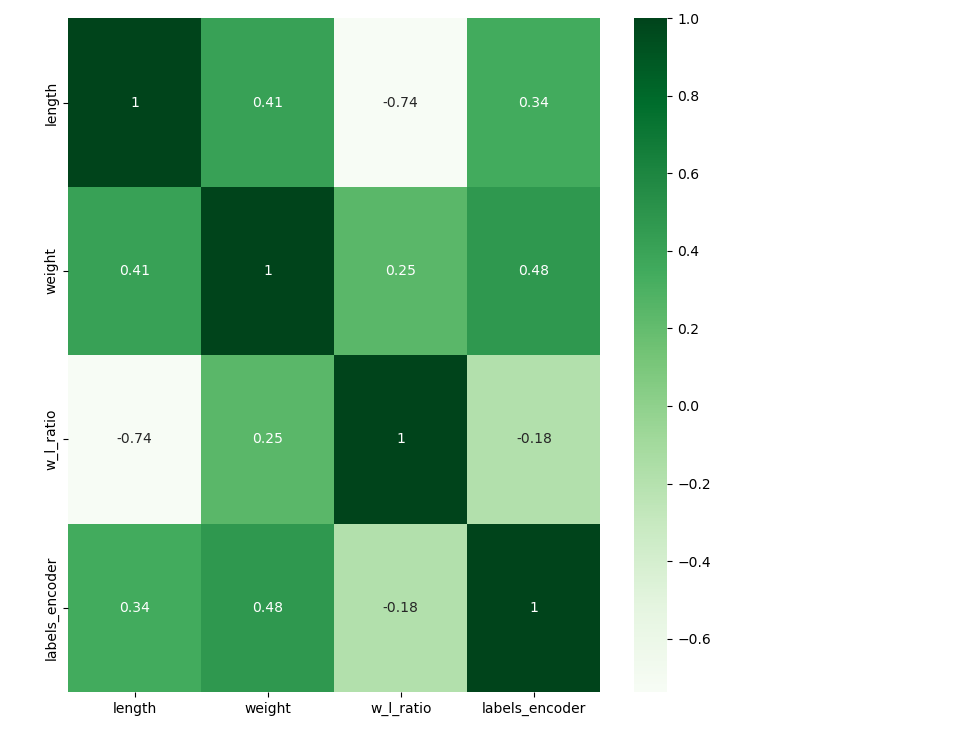 length 1 0.41 -0.74 0.34
weight 0.41 1 0.25 0.48
w_l_ratio -0.74 0.25 1 -0.18
labels_encoder 0.34 0.48 -0.18 1
length weight w_l_ratio labels_encoder
1.0
0.8
0.6
0.4
0.2
0.0
−0.2
−0.4
−0.6